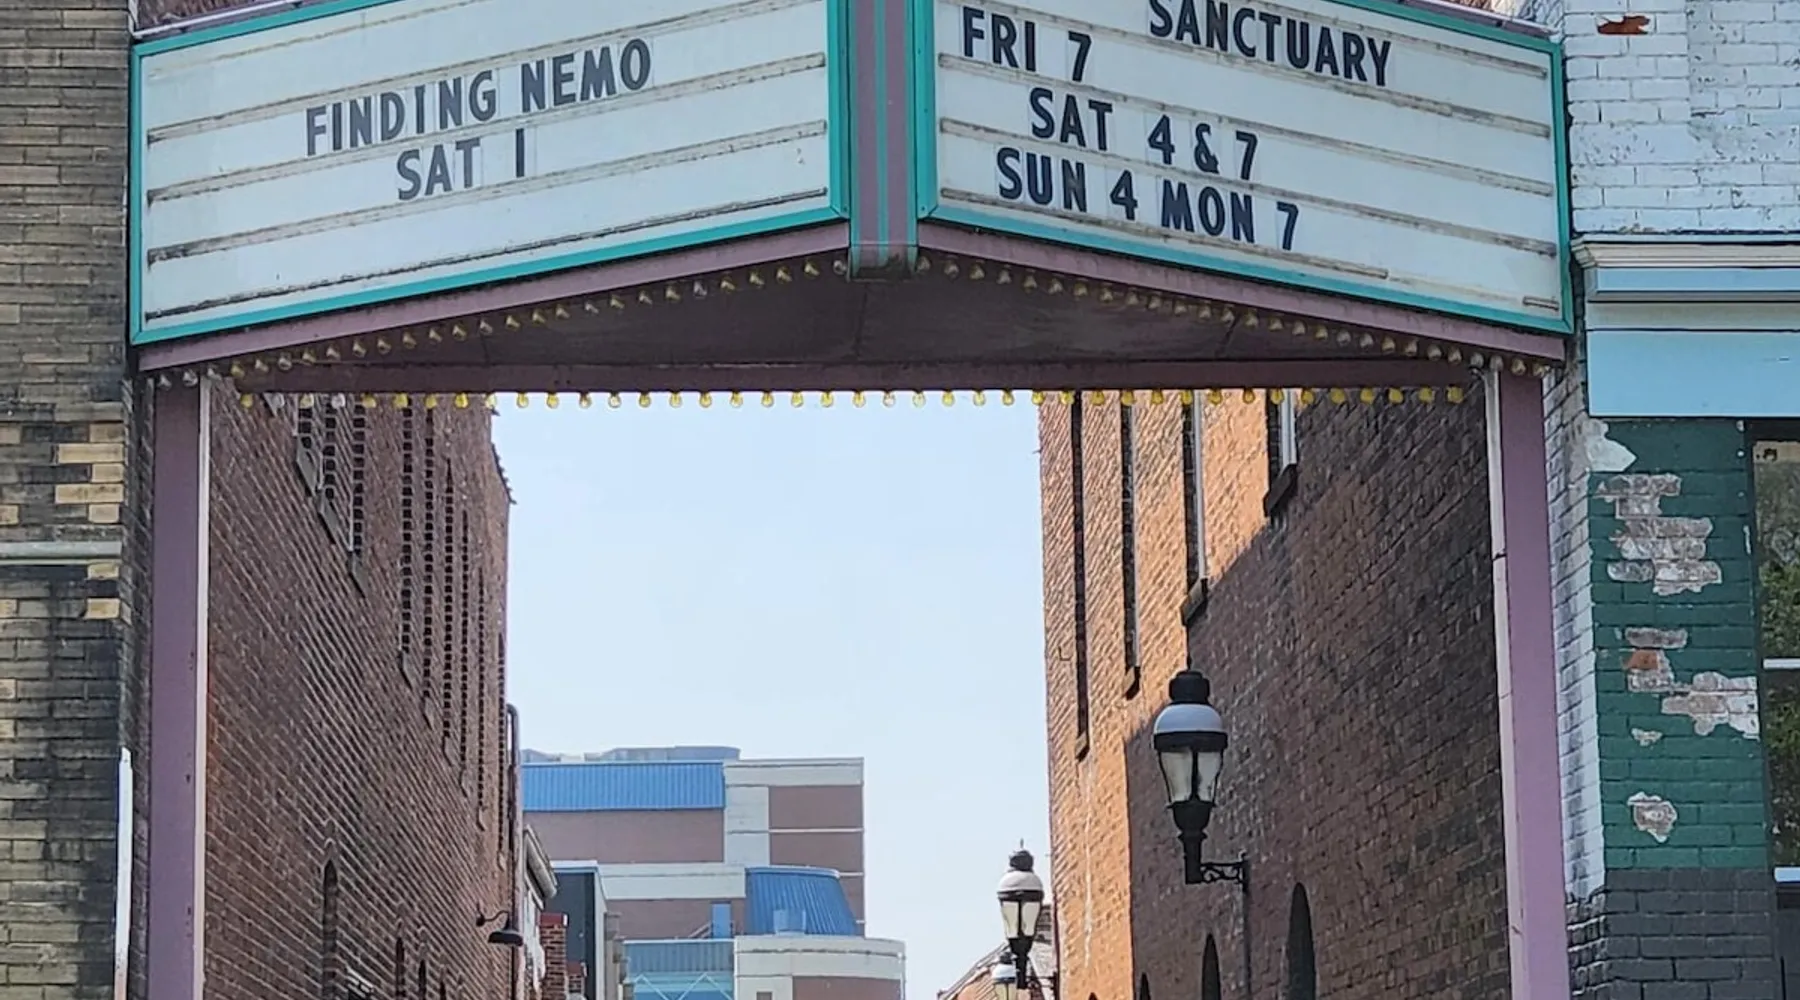 FINDING NEMO
SAT 1
SANCTUARY
FRI 7
SAT 4 & 7
SUN 4 MON 7